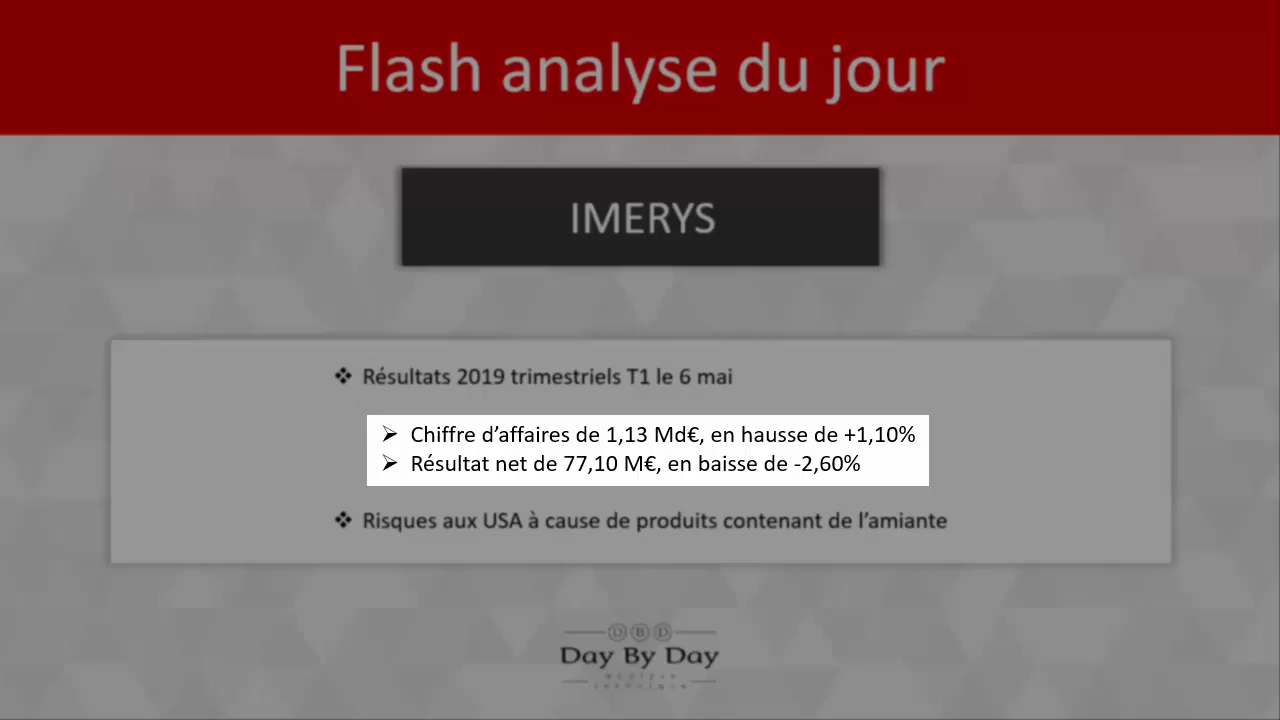 Flash analyse du jour
IMERYS
❖ Résultats 2019 trimestriels T1 le 6 mai
➢ Chiffre d’affaires de 1,13 Md€, en hausse de +1,10%
➢ Résultat net de 77,10 M€, en baisse de -2,60%
❖ Risques aux USA à cause de produits contenant de l’amiante
DBD
Day By Day